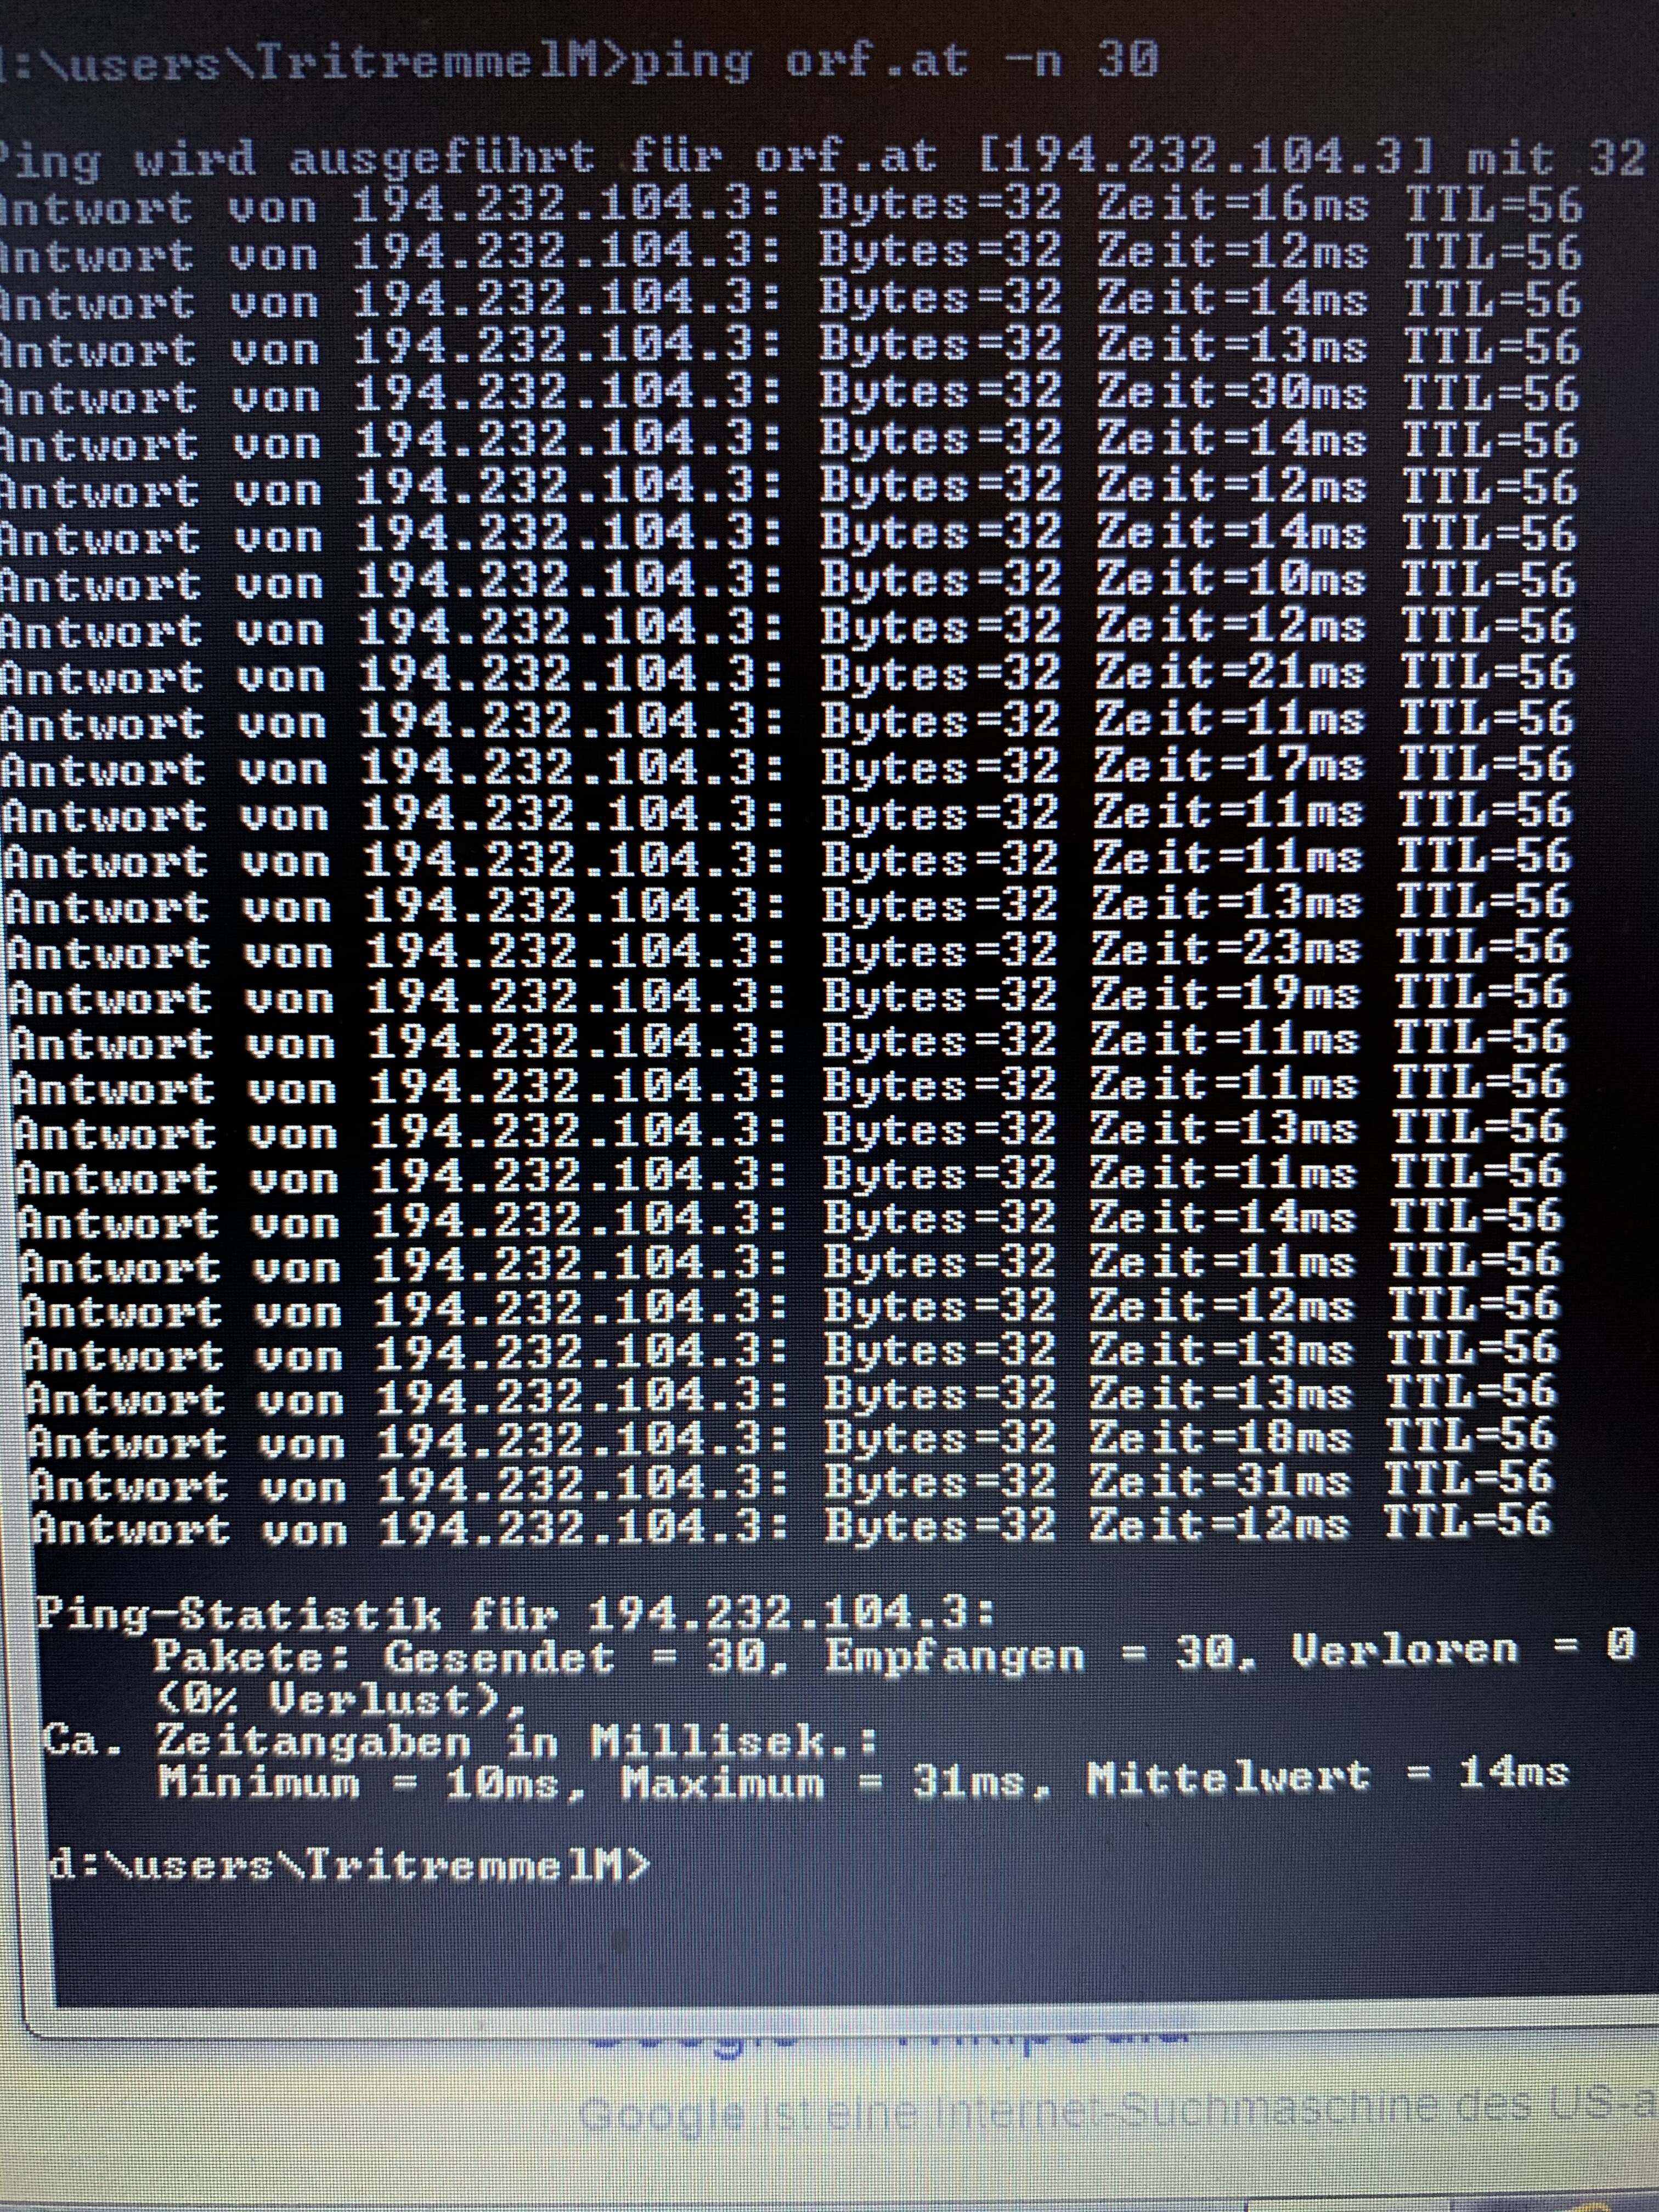 d:\users\TritremmelM>ping orf.at -n 30
Ping wird ausgeführt für orf.at [194.232.104.3] mit 32
Antwort von 194.232.104.3: Bytes=32 Zeit=16ms TTL=56
Antwort von 194.232.104.3: Bytes=32 Zeit=12ms TTL=56
Antwort von 194.232.104.3: Bytes=32 Zeit=14ms TTL=56
Antwort von 194.232.104.3: Bytes=32 Zeit=13ms TTL=56
Antwort von 194.232.104.3: Bytes=32 Zeit=30ms TTL=56
Antwort von 194.232.104.3: Bytes=32 Zeit=14ms TTL=56
Antwort von 194.232.104.3: Bytes=32 Zeit=12ms TTL=56
Antwort von 194.232.104.3: Bytes=32 Zeit=14ms TTL=56
Antwort von 194.232.104.3: Bytes=32 Zeit=10ms TTL=56
Antwort von 194.232.104.3: Bytes=32 Zeit=12ms TTL=56
Antwort von 194.232.104.3: Bytes=32 Zeit=21ms TTL=56
Antwort von 194.232.104.3: Bytes=32 Zeit=11ms TTL=56
Antwort von 194.232.104.3: Bytes=32 Zeit=17ms TTL=56
Antwort von 194.232.104.3: Bytes=32 Zeit=11ms TTL=56
Antwort von 194.232.104.3: Bytes=32 Zeit=11ms TTL=56
Antwort von 194.232.104.3: Bytes=32 Zeit=13ms TTL=56
Antwort von 194.232.104.3: Bytes=32 Zeit=23ms TTL=56
Antwort von 194.232.104.3: Bytes=32 Zeit=19ms TTL=56
Antwort von 194.232.104.3: Bytes=32 Zeit=11ms TTL=56
Antwort von 194.232.104.3: Bytes=32 Zeit=11ms TTL=56
Antwort von 194.232.104.3: Bytes=32 Zeit=13ms TTL=56
Antwort von 194.232.104.3: Bytes=32 Zeit=11ms TTL=56
Antwort von 194.232.104.3: Bytes=32 Zeit=14ms TTL=56
Antwort von 194.232.104.3: Bytes=32 Zeit=11ms TTL=56
Antwort von 194.232.104.3: Bytes=32 Zeit=12ms TTL=56
Antwort von 194.232.104.3: Bytes=32 Zeit=13ms TTL=56
Antwort von 194.232.104.3: Bytes=32 Zeit=13ms TTL=56
Antwort von 194.232.104.3: Bytes=32 Zeit=18ms TTL=56
Antwort von 194.232.104.3: Bytes=32 Zeit=31ms TTL=56
Antwort von 194.232.104.3: Bytes=32 Zeit=12ms TTL=56
Ping-Statistik für 194.232.104.3:
Pakete: Gesendet = 30, Empfangen = 30, Verloren = 0
(0% Verlust),
Ca. Zeitangaben in Millisek.:
Minimum = 10ms, Maximum = 31ms, Mittelwert = 14ms
d:\users\TritremmelM>
Google ist eine Internet-Suchmaschine des US-a